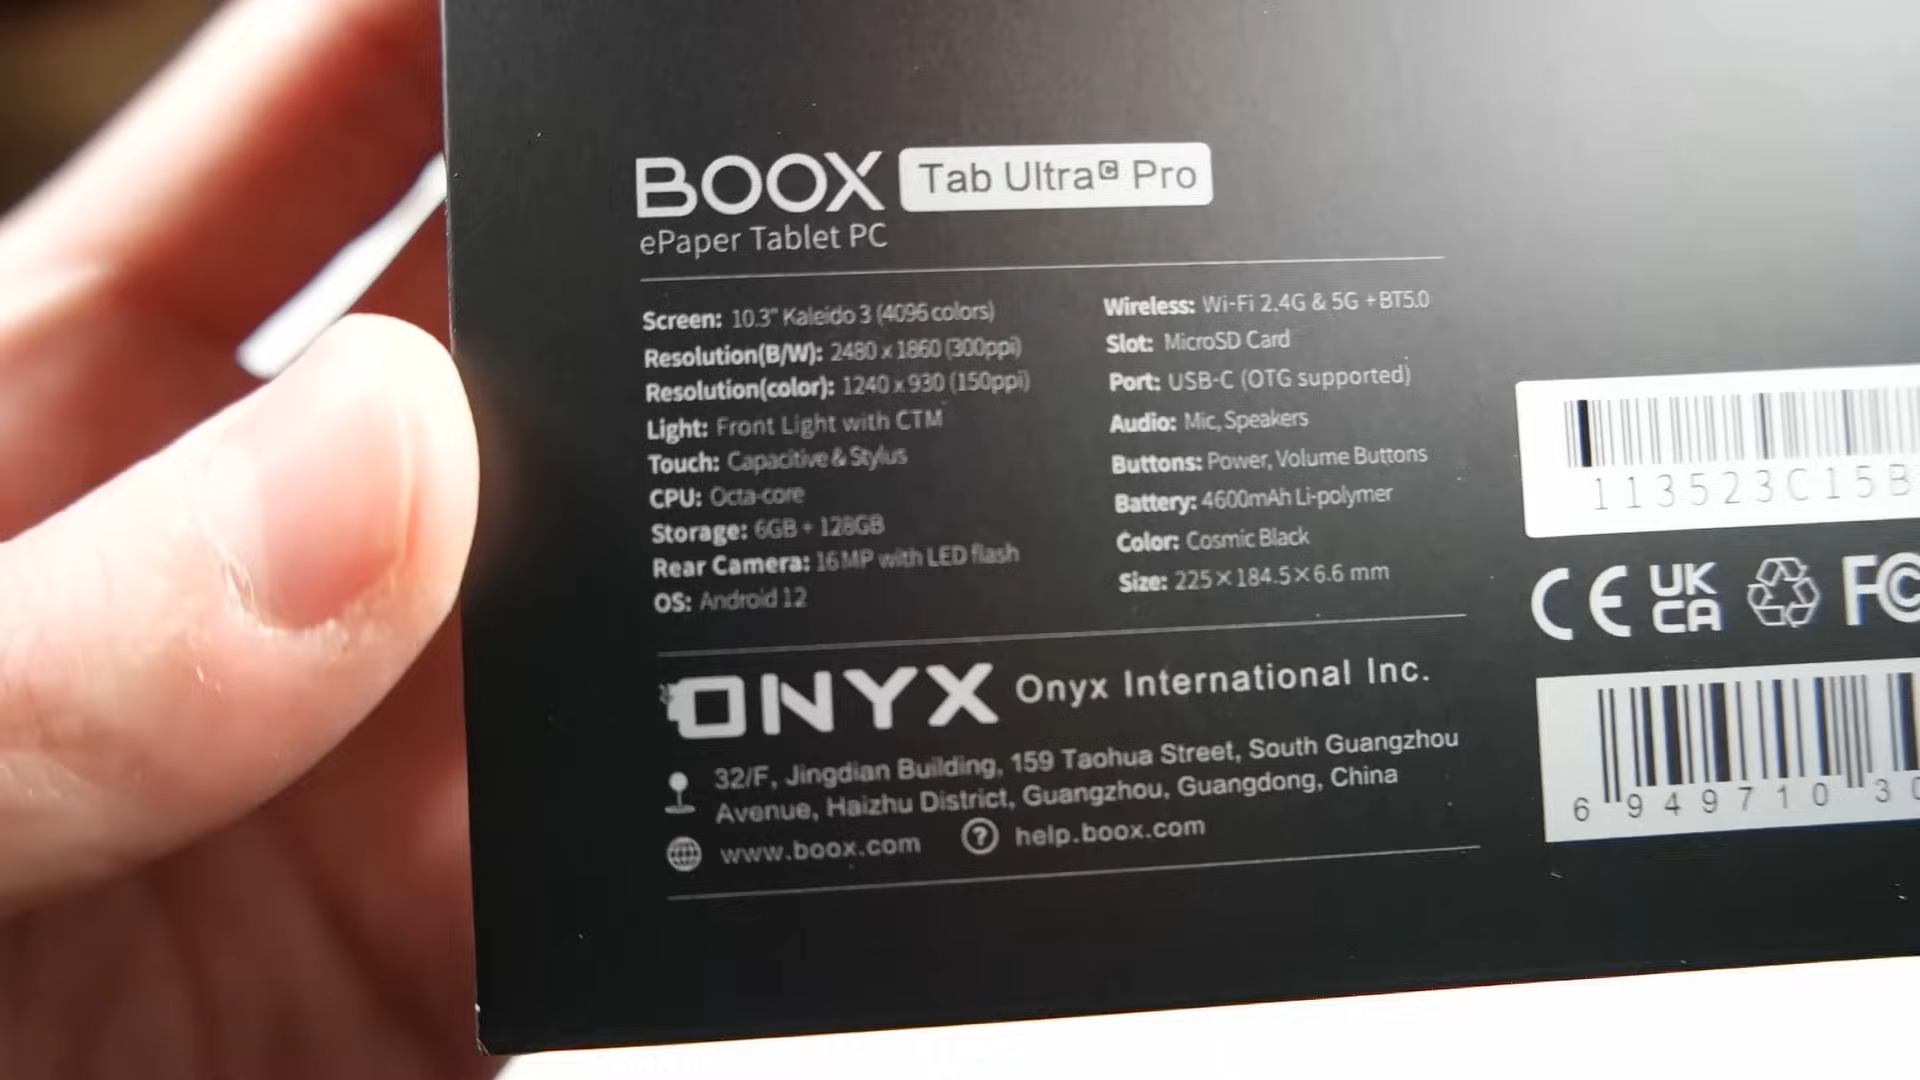 BOOX Tab Ultra C Pro
ePaper Tablet PC
Screen: 10.3" Kaleido 3 (4096 colors)
Resolution(B/W): 2480 x 1860 (300ppi)
Resolution(color): 1240 x 930 (150ppi)
Light: Front Light with CTM
Touch: Capacitive & Stylus
CPU: Octa-core
Storage: 6GB + 128GB
Rear Camera: 16MP with LED flash
OS: Android 12
Wireless: Wi-Fi 2.4G & 5G + BT5.0
Slot: MicroSD Card
Port: USB-C (OTG supported)
Audio: Mic, Speakers
Buttons: Power, Volume Buttons
Battery: 4600mAh Li-polymer
Color: Cosmic Black
Size: 225×184.5×6.6 mm
ONYX Onyx International Inc.
32/F, Jingdian Building, 159 Taohua Street, South Guangzhou
Avenue, Haizhu District, Guangzhou, Guangdong, China
www.boox.com help.boox.com
113523C15B
CE UK CA FC
6 949710 30